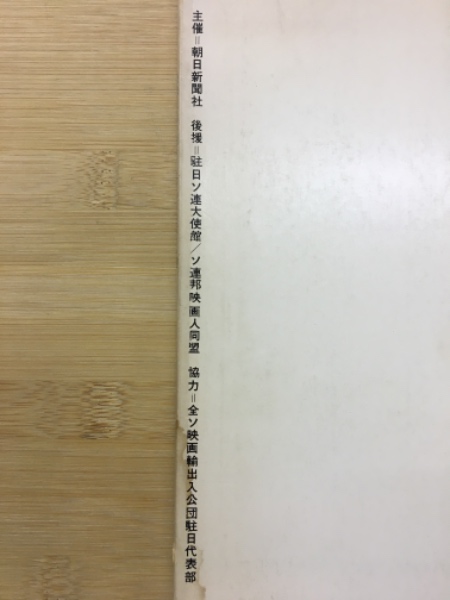 主催=朝日新聞社　後援=駐日ソ連大使館/ソ連邦映画人同盟　協力=全ソ映画輸出入公団駐日代表部